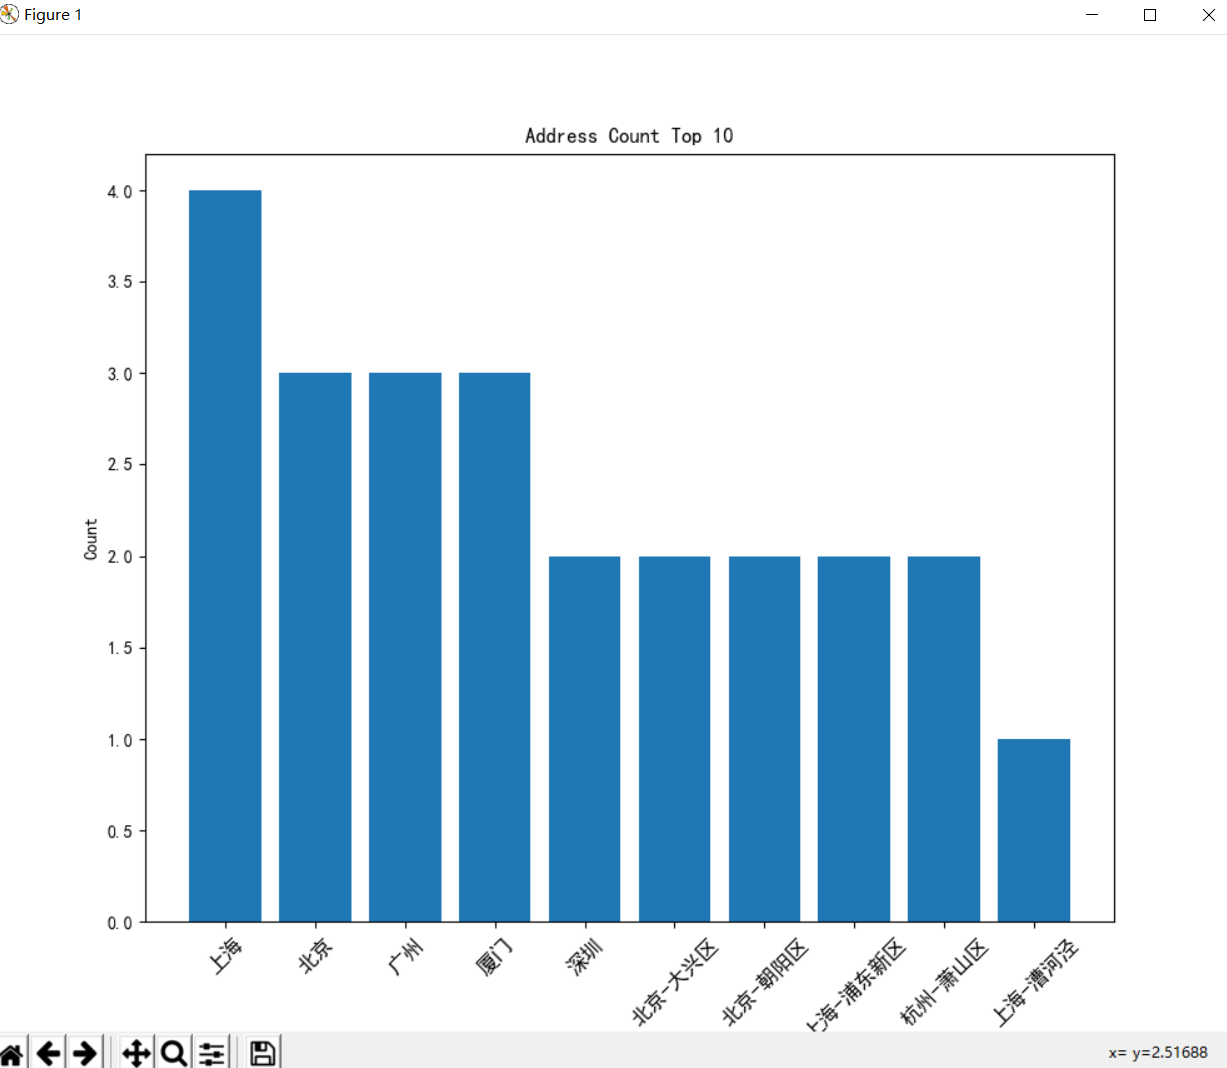 Figure 1
Address Count Top 10
4.0
3.5
3.0
2.5
2.0
1.5
1.0
0.5
0.0
Count
上海
北京
广州
厦门
深圳
北京-大兴区
北京-朝阳区
上海-浦东新区
杭州-萧山区
上海-漕河泾
x= y=2.51688